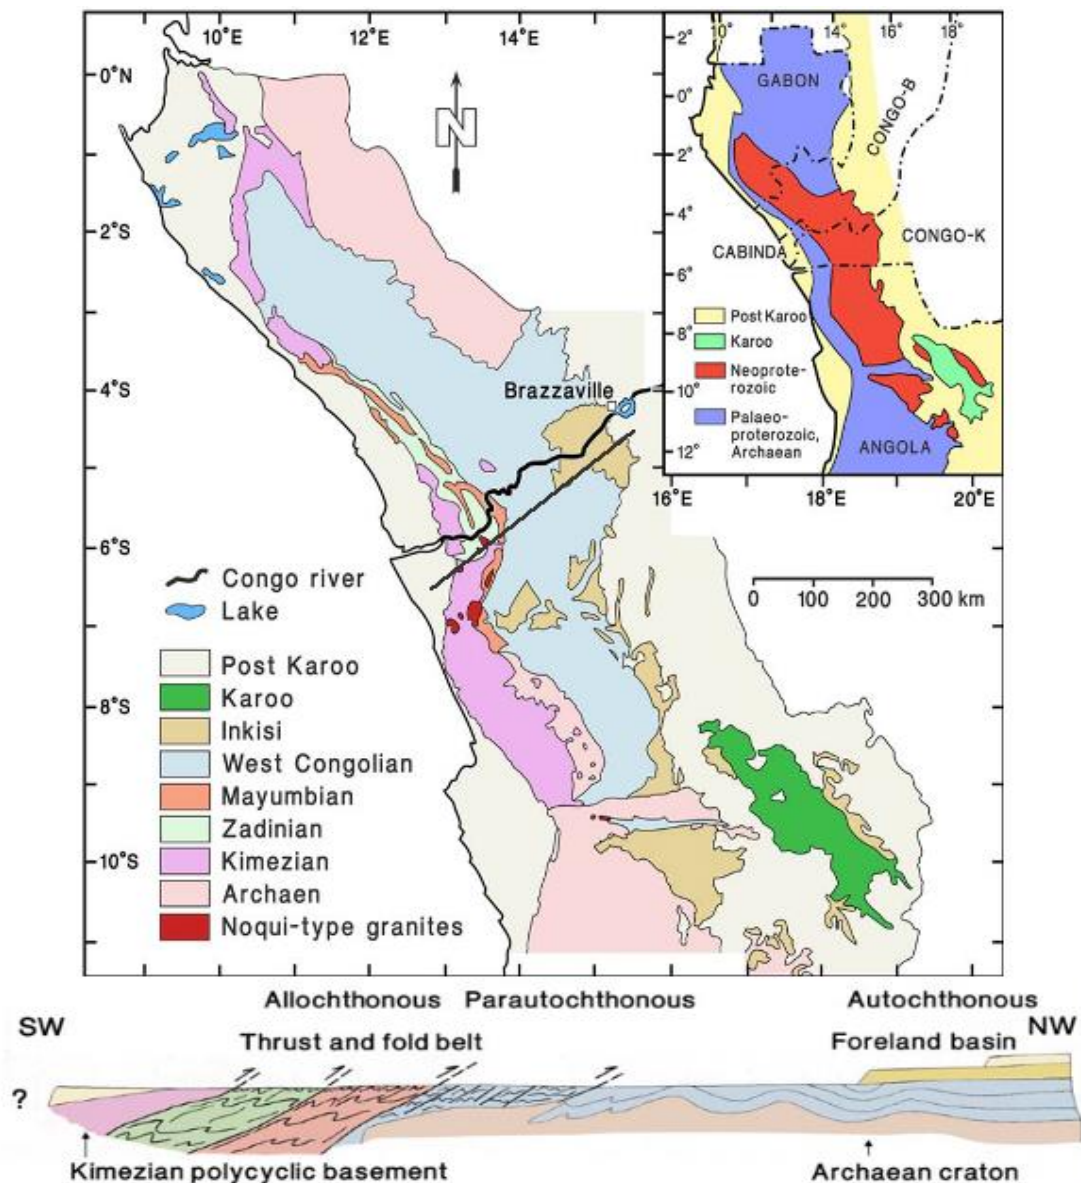 10°E
12°E
14°E
0°N
2°S
4°S
6°S
8°S
10°S
N
Brazzaville
16°E
18°E
20°E
10°
14°
16°
18°
2°
0°
2°
4°
6°
8°
10°
12°
GABON
CONGO-B
CONGO-K
CABINDA
ANGOLA
Post Karoo
Karoo
Neoprote-
rozoic
Palaeo-
proterozoic,
Archaean
0 100 200 300 km
Congo river
Lake
Post Karoo
Karoo
Inkisi
West Congolian
Mayumbian
Zadinian
Kimezian
Archaen
Noqui-type granites
Allochthonous Parautochthonous Autochthonous
SW NW
Thrust and fold belt Foreland basin
?
Kimezian polycyclic basement Archaean craton